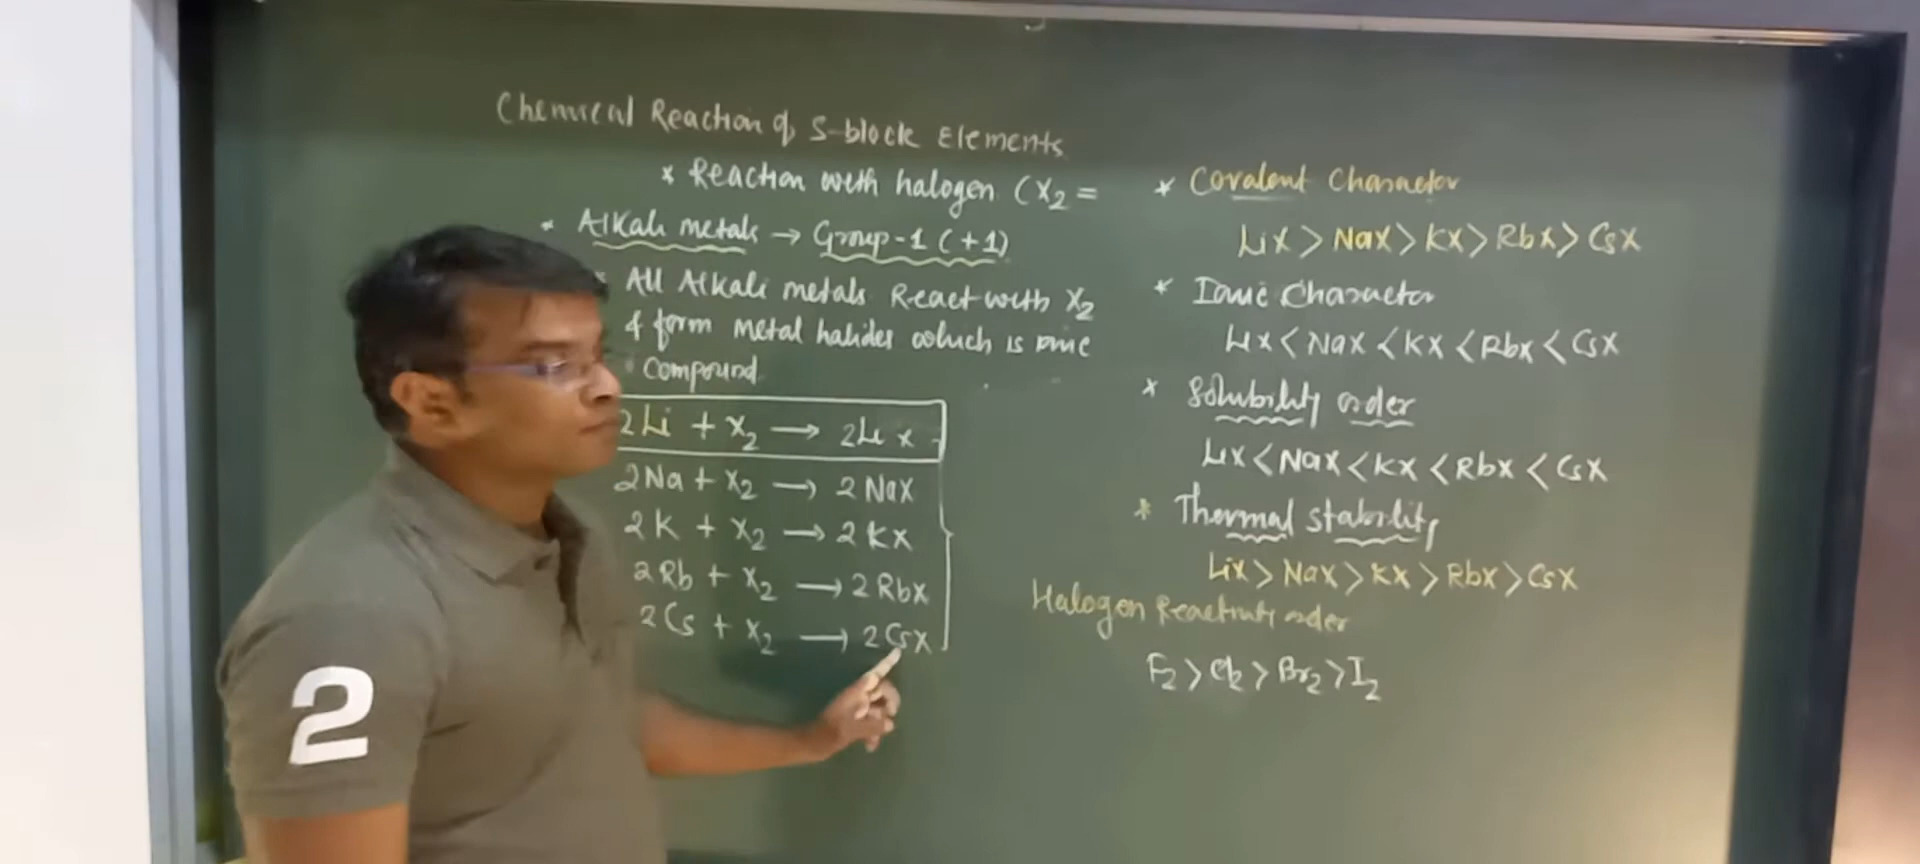 Chemical Reaction of S-block Elements
* Reaction with halogen (X2 =
* Alkali metals → Group-1 (+1)
* All Alkali metals React with X2
& form metal halides which is ionic
Compound
2Li + X2 → 2Li X
2Na + X2 → 2NaX
2K + X2 → 2KX
2Rb + X2 → 2RbX
2Cs + X2 → 2CsX
* Covalent Character
LiX > NaX > KX > RbX > CsX
* Ionic Character
LiX < NaX < KX < RbX < CsX
* Solubility order
LiX < NaX < KX < RbX < CsX
* Thermal stability
LiX > NaX > KX > RbX > CsX
Halogen Reactivity order
F2 > Cl2 > Br2 > I2
2